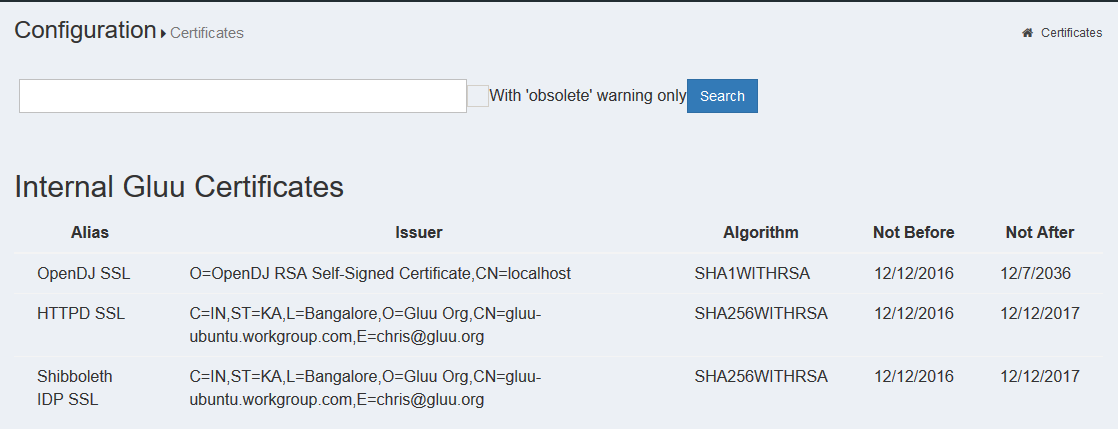 Configuration Certificates Certificates
With 'obsolete' warning only Search
Internal Gluu Certificates
Alias Issuer Algorithm Not Before Not After
OpenDJ SSL O=OpenDJ RSA Self-Signed Certificate,CN=localhost SHA1WITHRSA 12/12/2016 12/7/2036
HTTPD SSL C=IN,ST=KA,L=Bangalore,O=Gluu Org,CN=gluu- SHA256WITHRSA 12/12/2016 12/12/2017
ubuntu.workgroup.com,E=chris@gluu.org
Shibboleth C=IN,ST=KA,L=Bangalore,O=Gluu Org,CN=gluu- SHA256WITHRSA 12/12/2016 12/12/2017
IDP SSL ubuntu.workgroup.com,E=chris@gluu.org